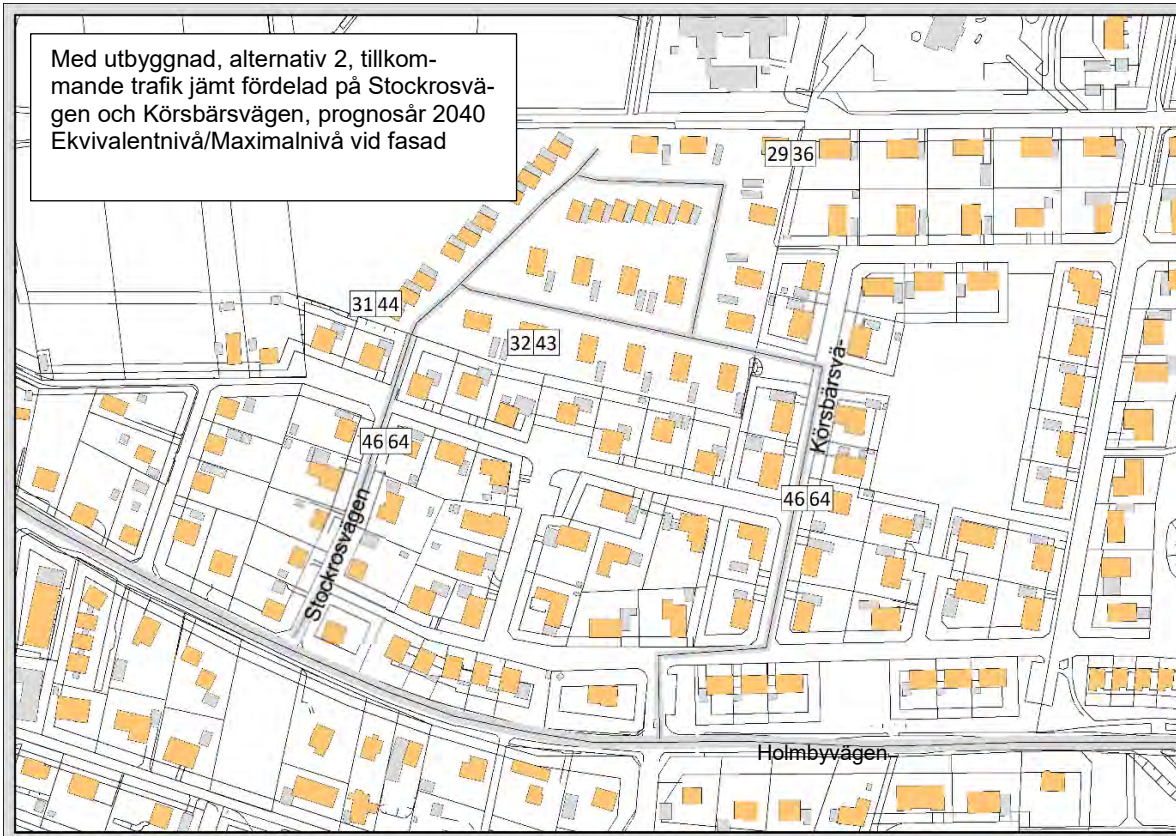 Med utbyggnad, alternativ 2, tillkom-
mande trafik jämt fördelad på Stockrosvä-
gen och Körsbärsvägen, prognosår 2040
Ekvivalentnivå/Maximalnivå vid fasad
29 36
31 44
32 43
Körsbärsvä-
46 64
46 64
Stockrosvägen
Holmbyvägen